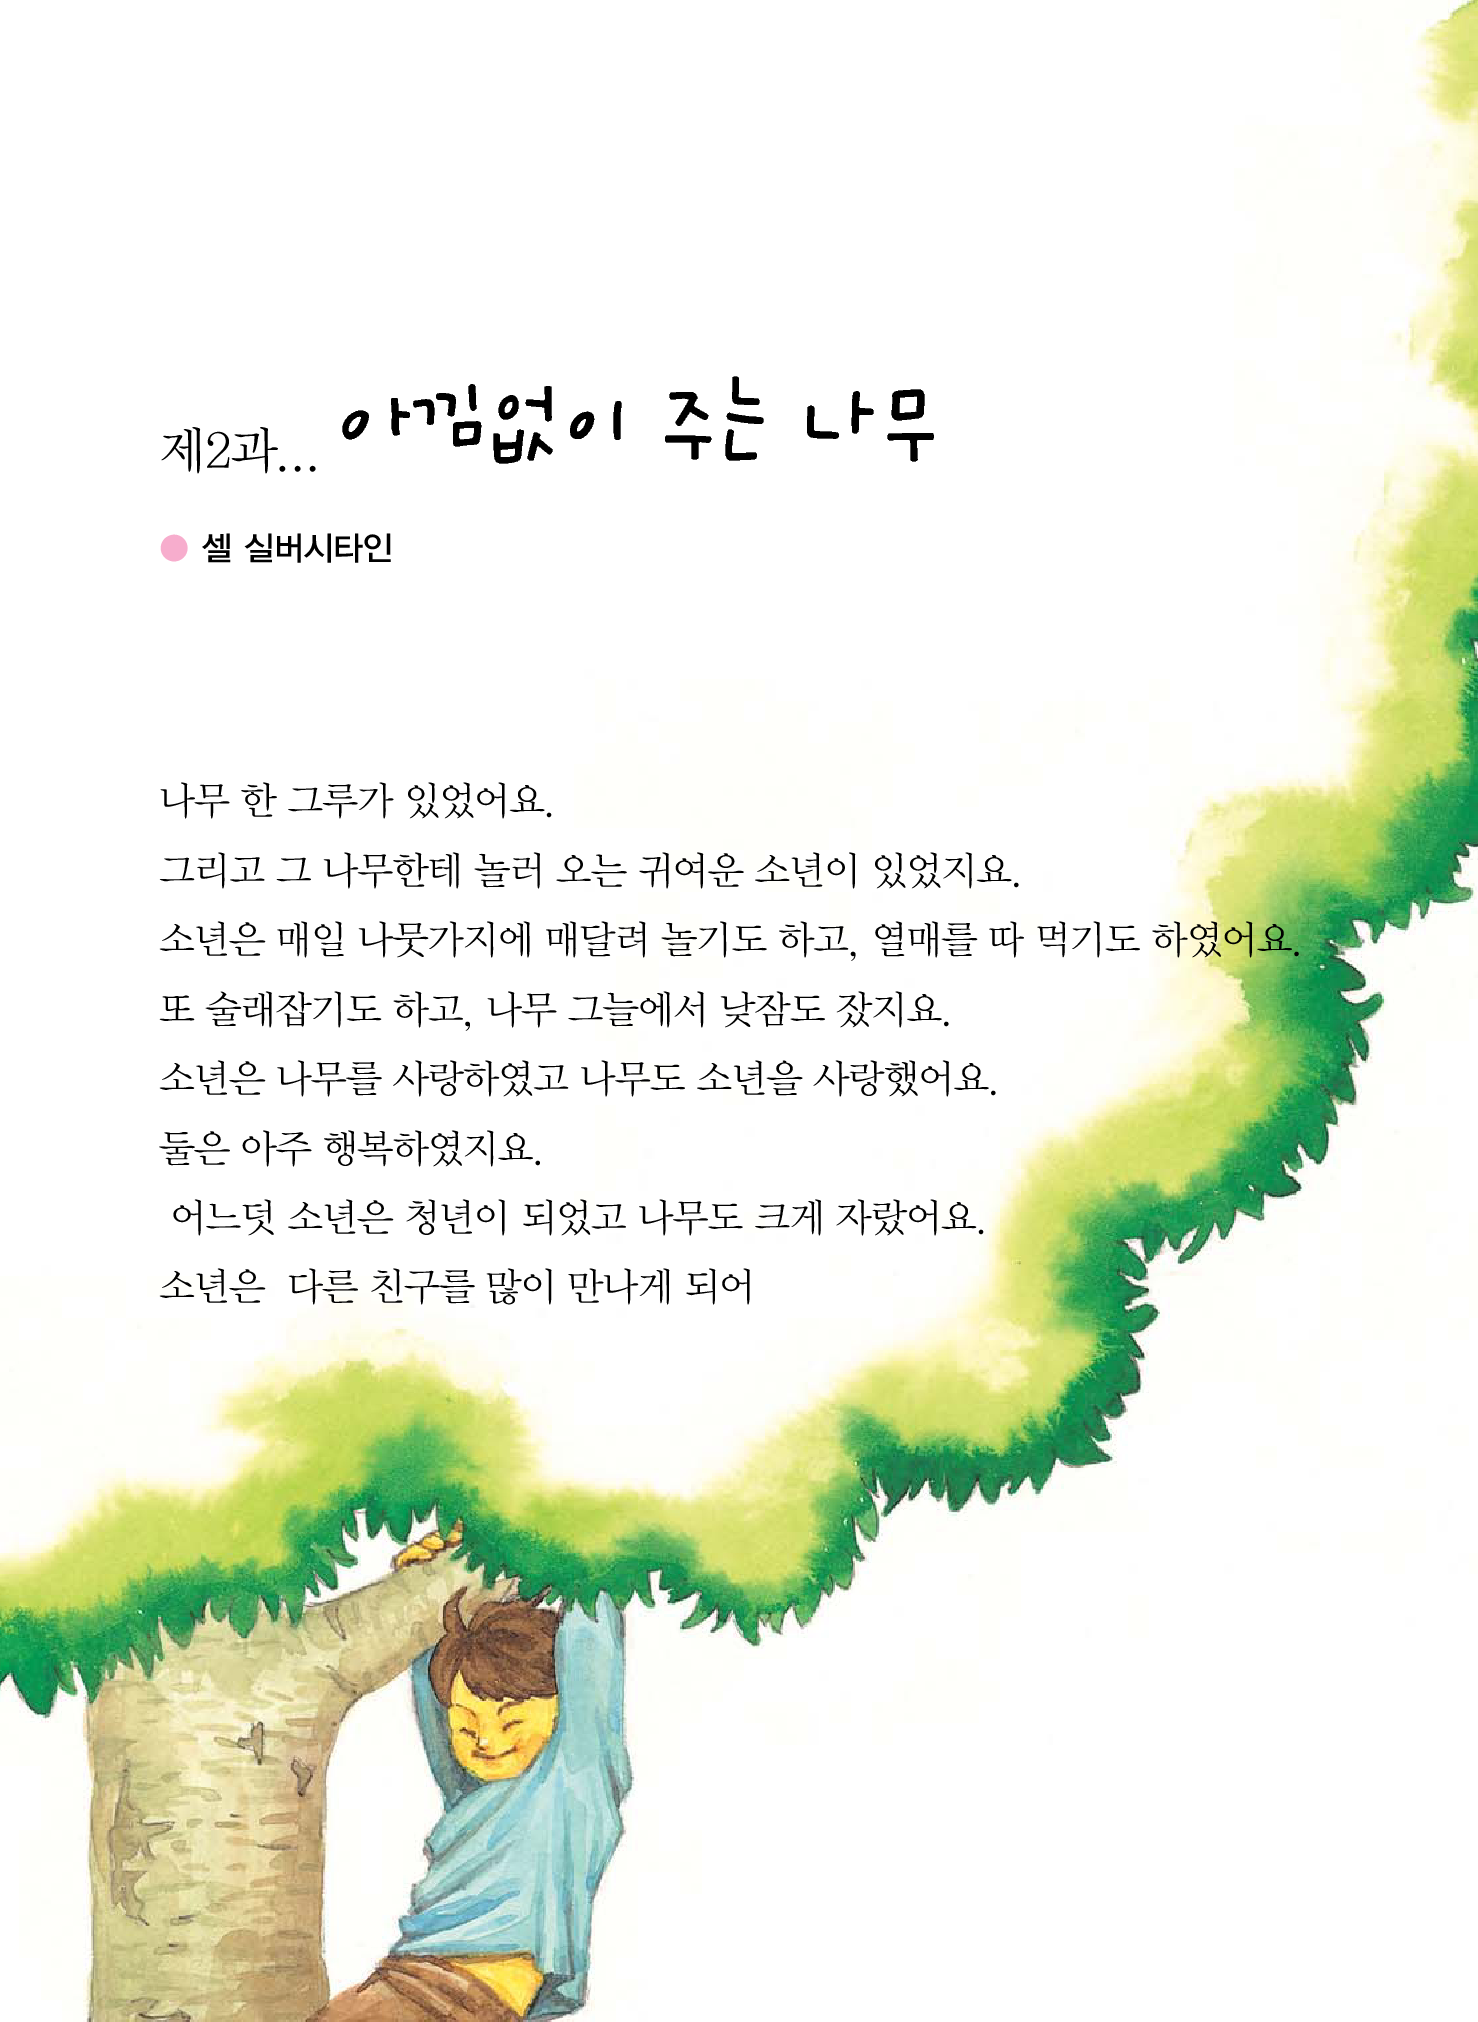 제2과... 아낌없이 주는 나무
셸 실버시타인
나무 한 그루가 있었어요.
그리고 그 나무한테 놀러 오는 귀여운 소년이 있었지요.
소년은 매일 나뭇가지에 매달려 놀기도 하고, 열매를 따 먹기도 하였어요.
또 술래잡기도 하고, 나무 그늘에서 낮잠도 잤지요.
소년은 나무를 사랑하였고 나무도 소년을 사랑했어요.
둘은 아주 행복하였지요.
어느덧 소년은 청년이 되었고 나무도 크게 자랐어요.
소년은 다른 친구를 많이 만나게 되어